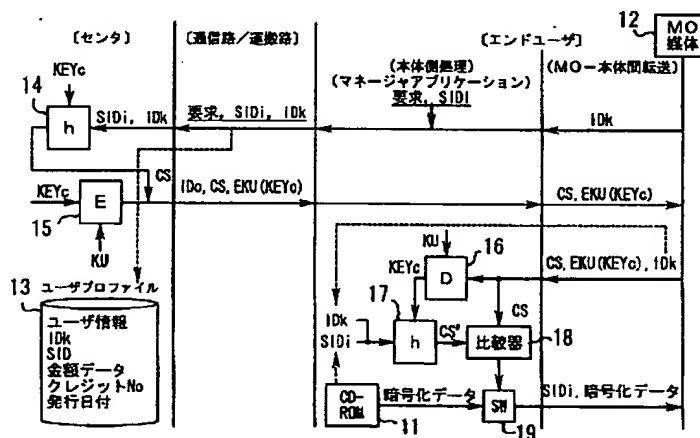 12
MO
媒体
〔センタ〕
〔通信路/運搬路〕
〔エンドユーザ〕
(本体側処理)
(マネージャアプリケーション)
(MO-本体間転送)
要求, SIDi
KEYc
14
h
SIDi, IDk
要求, SIDi, IDk
IDk
CS
KEYc
E
15
KU
IDo, CS, EKU(KEYc)
CS, EKU(KEYc)
KU
16
D
KEYc
CS, EKU(KEYc), IDk
17
IDk
SIDi
h
CS'
CS
比較器
18
13
ユーザプロファイル
ユーザ情報
IDk
SID
金額データ
クレジットNo
発行日付
CD-
ROM
11
暗号化データ
SW
19
SIDi, 暗号化データ